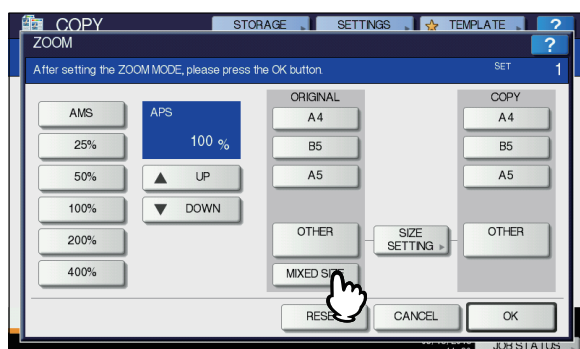 COPY
STORAGE
SETTINGS
TEMPLATE
?
ZOOM
?
After setting the ZOOM MODE, please press the OK button.
SET 1
AMS
25%
50%
100%
200%
400%
APS
100 %
UP
DOWN
ORIGINAL
A4
B5
A5
OTHER
MIXED SIZE
SIZE
SETTING
COPY
A4
B5
A5
OTHER
CANCEL
OK
JOB STATUS